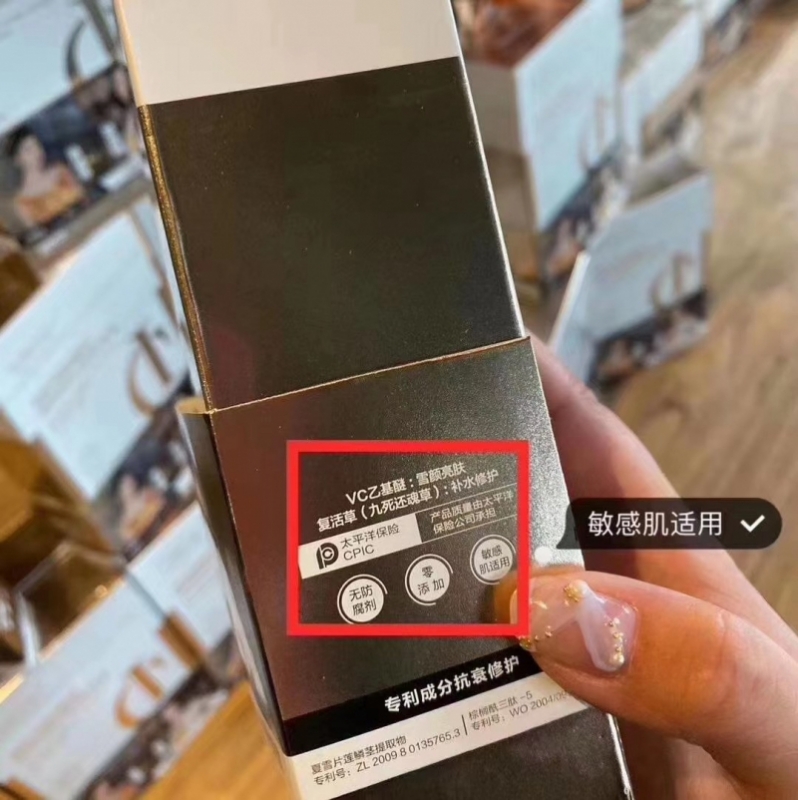 VC乙基醚：雪颜亮肤
复活草（九死还魂草）：补水修护
太平洋保险
CPIC
产品质量由太平洋
保险公司承担
无防
腐剂
零
添加
敏感
肌适用
敏感肌适用
专利成分抗衰修护
夏雪片莲鳞茎提取物
专利号：ZL 2009 8 0135765.3
棕榈酰三肽-5
专利号：WO 2004/09